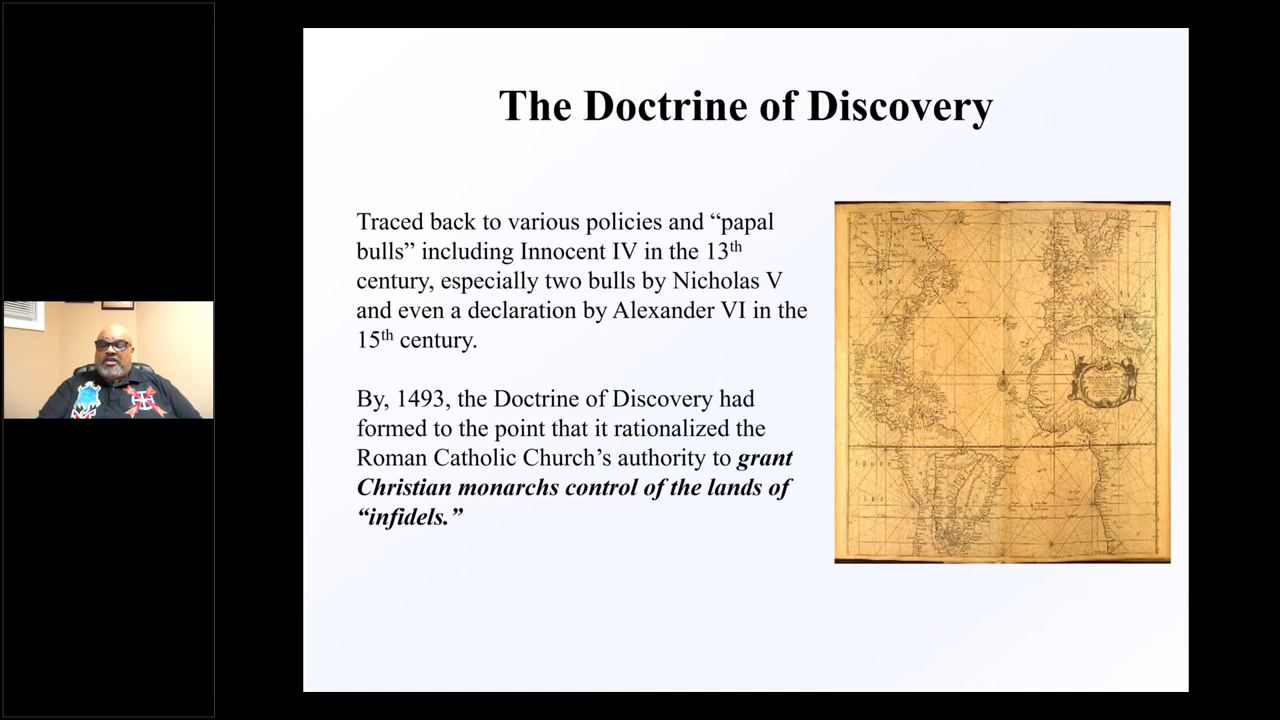 The Doctrine of Discovery
Traced back to various policies and “papal
bulls” including Innocent IV in the 13th
century, especially two bulls by Nicholas V
and even a declaration by Alexander VI in the
15th century.
By, 1493, the Doctrine of Discovery had
formed to the point that it rationalized the
Roman Catholic Church’s authority to grant
Christian monarchs control of the lands of
“infidels.”